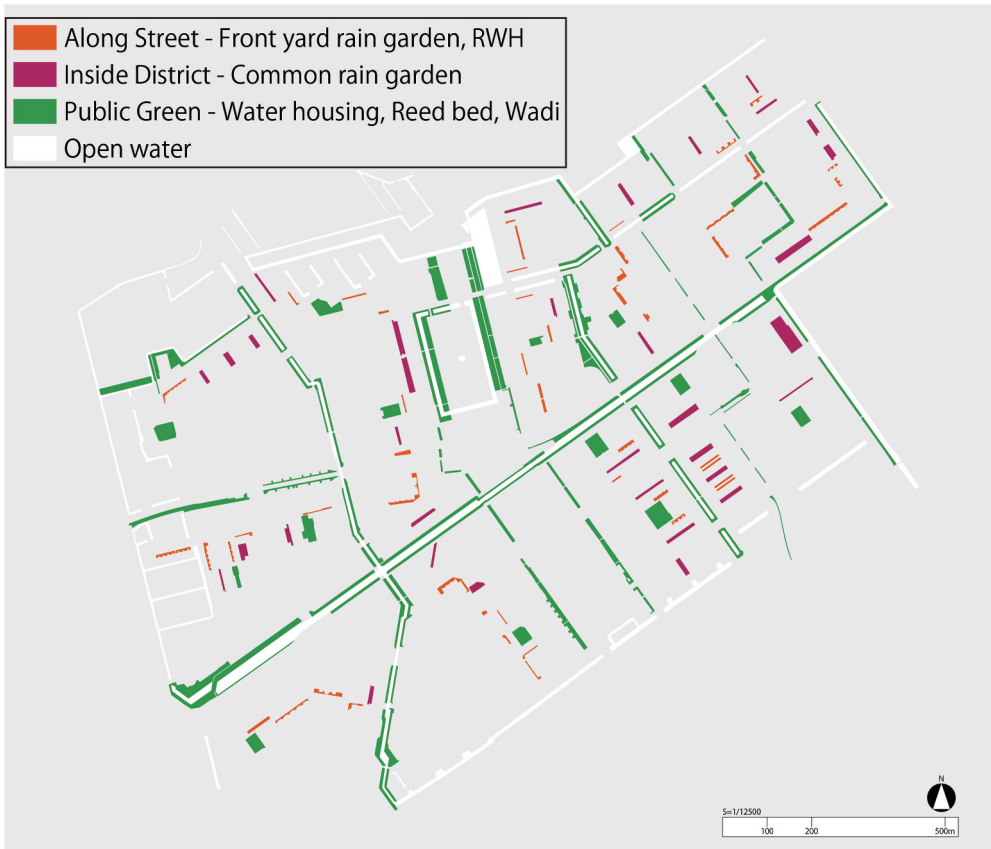 Along Street - Front yard rain garden, RWH
Inside District - Common rain garden
Public Green - Water housing, Reed bed, Wadi
Open water
N
S=1/12500
100 200 500m